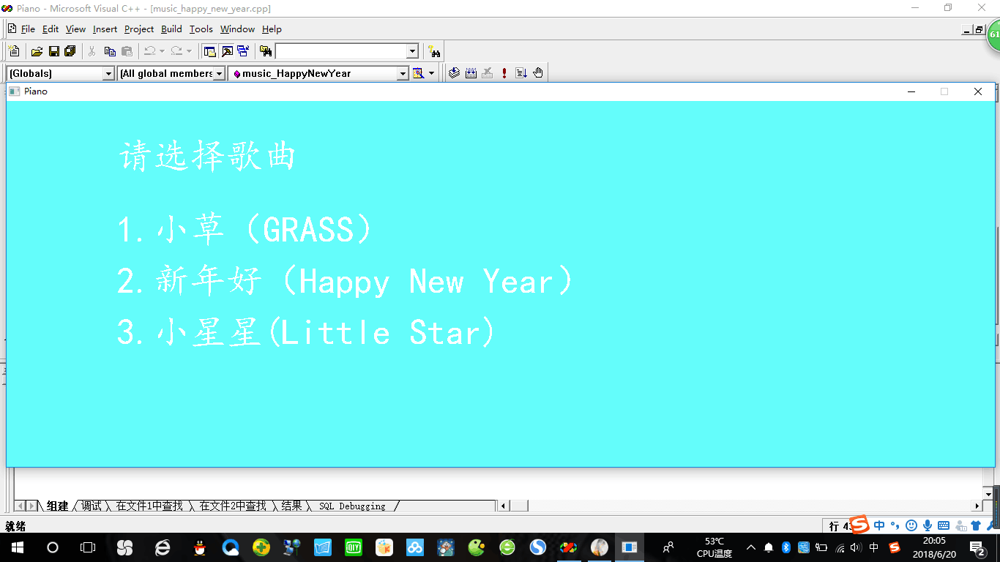 Piano - Microsoft Visual C++ - [music_happy_new_year.cpp]
File Edit View Insert Project Build Tools Window Help
61
(Globals) (All global members music_HappyNewYear
Piano
请选择歌曲
1.小草（GRASS）
2.新年好（Happy New Year）
3.小星星(Little Star)
组建 调试 在文件1中查找 在文件2中查找 结果 SQL Debugging
就绪 行 中
53℃ 中 20:05
CPU温度 2018/6/20 2